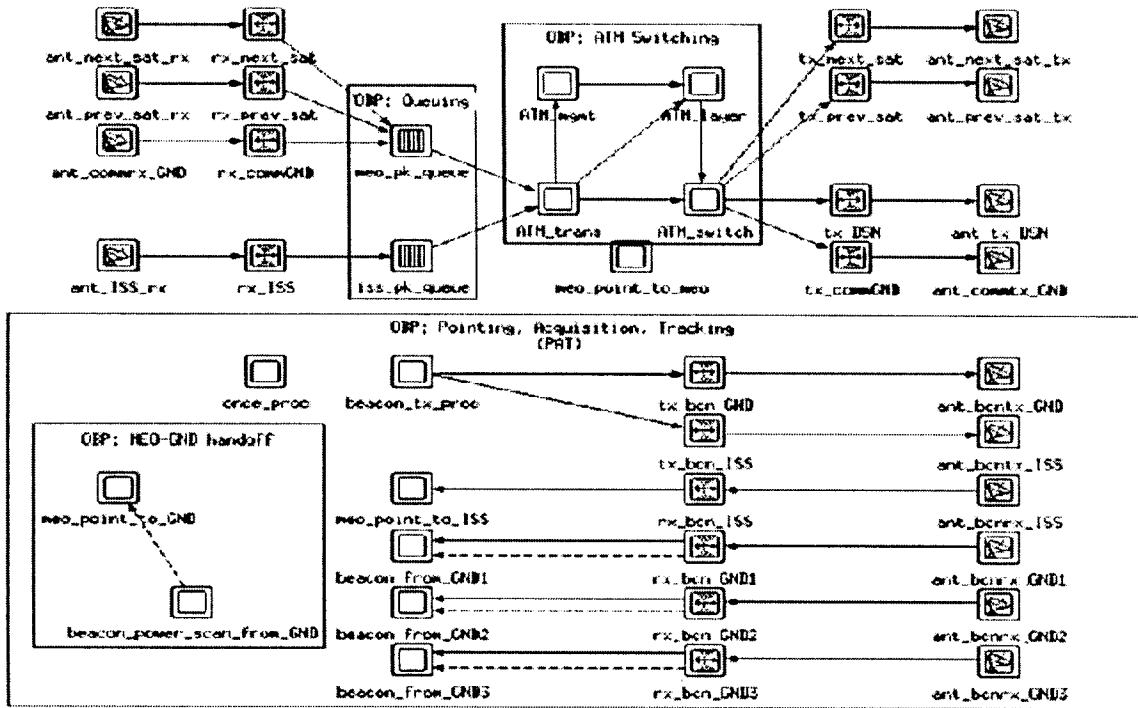 OBP: ATM Switching
ant_next_sat_rx rx_next_sat tx_next_sat ant_next_sat_tx
OBP: Queuing
ant_prev_sat_rx rx_prev_sat ATM_mgmt ATM_layer tx_prev_sat ant_prev_sat_tx
ant_commrx_GND rx_commGND meo_pk_queue
ATM_trans ATM_switch tx_DSN ant_tx_DSN
ant_ISS_rx rx_ISS iss_pk_queue meo_point_to_meo tx_commGND ant_commtx_GND
OBP: Pointing, Acquisition, Tracking
(PAT)
once_proc beacon_tx_proc tx_bcn_GND ant_bcntx_GND
OBP: MEO-GND handoff
tx_bcn_ISS ant_bcntx_ISS
meo_point_to_GND meo_point_to_ISS rx_bcn_ISS ant_bcnrx_ISS
beacon_from_GND1 rx_bcn_GND1 ant_bcnrx_GND1
beacon_power_scan_from_GND beacon_from_GND2 rx_bcn_GND2 ant_bcnrx_GND2
beacon_from_GND3 rx_bcn_GND3 ant_bcnrx_GND3